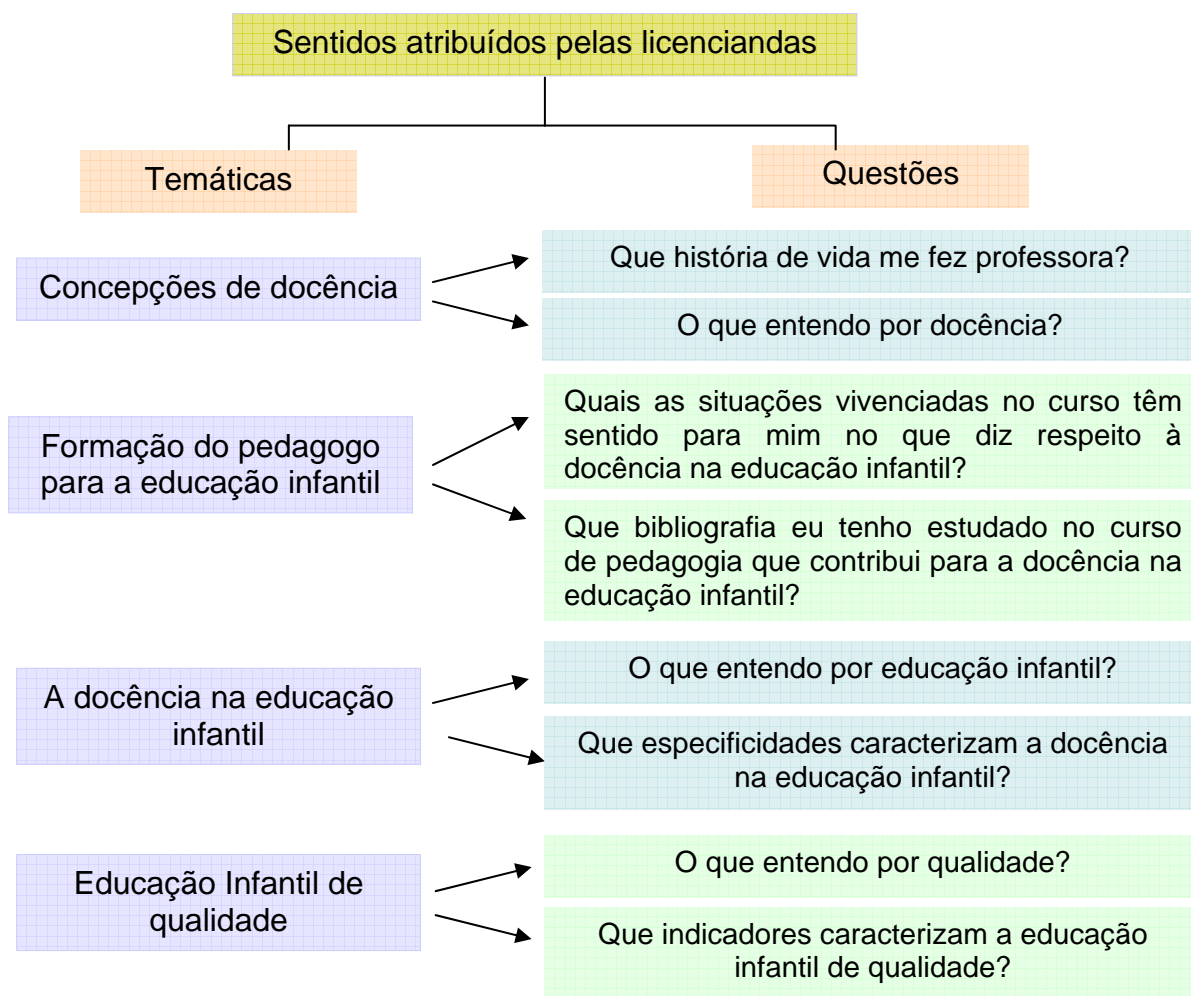 Sentidos atribuídos pelas licenciandas
Temáticas
Questões
Concepções de docência
Que história de vida me fez professora?
O que entendo por docência?
Formação do pedagogo
para a educação infantil
Quais as situações vivenciadas no curso têm
sentido para mim no que diz respeito à
docência na educação infantil?
Que bibliografia eu tenho estudado no curso
de pedagogia que contribui para a docência na
educação infantil?
A docência na educação
infantil
O que entendo por educação infantil?
Que especificidades caracterizam a docência
na educação infantil?
Educação Infantil de
qualidade
O que entendo por qualidade?
Que indicadores caracterizam a educação
infantil de qualidade?